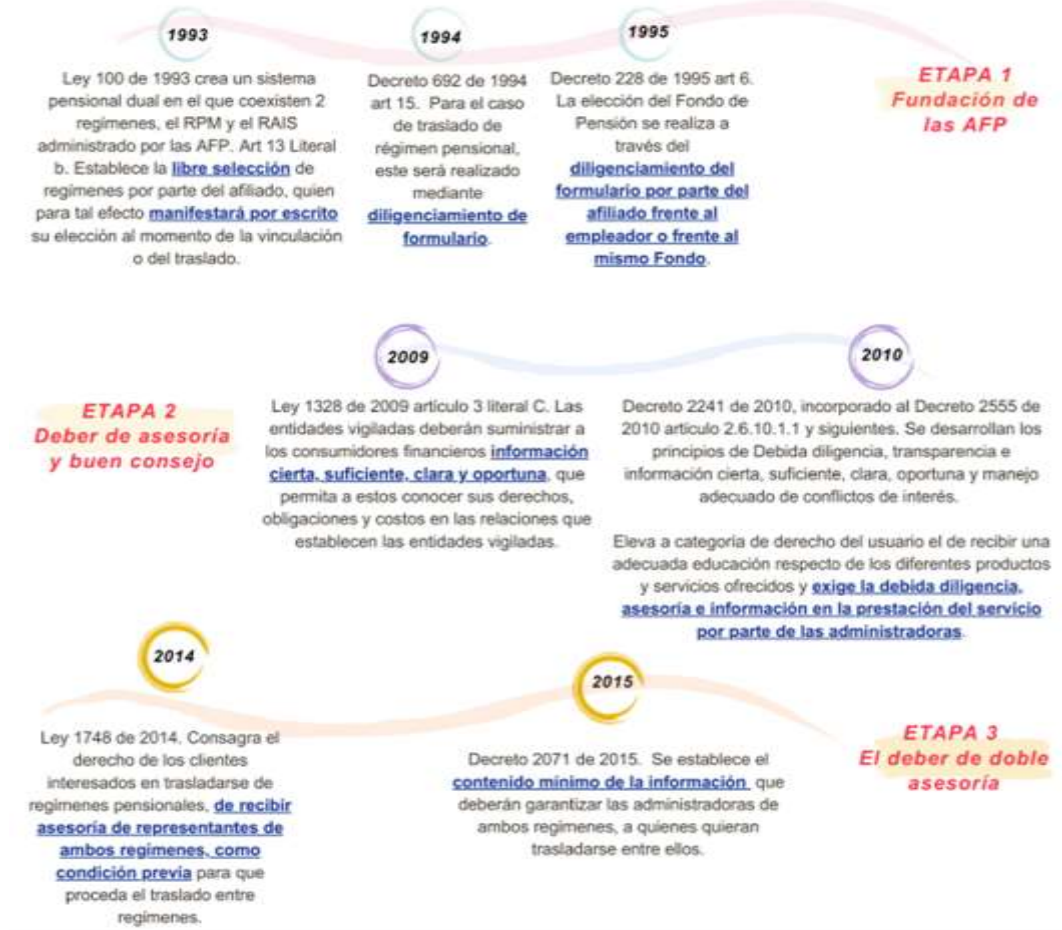 1993
Ley 100 de 1993 crea un sistema
pensional dual en el que coexisten 2
regímenes, el RPM y el RAIS
administrado por las AFP. Art 13 Literal
b. Establece la libre selección de
regímenes por parte del afiliado, quien
para tal efecto manifestará por escrito
su elección al momento de la vinculación
o del traslado.
1994
Decreto 692 de 1994
art 15. Para el caso
de traslado de
régimen pensional,
este será realizado
mediante
diligenciamiento de
formulario.
1995
Decreto 228 de 1995 art 6.
La elección del Fondo de
Pensión se realiza a
través del
diligenciamiento del
formulario por parte del
afiliado frente al
empleador o frente al
mismo Fondo.
ETAPA 1
Fundación de
las AFP
ETAPA 2
Deber de asesoría
y buen consejo
2009
Ley 1328 de 2009 artículo 3 literal C. Las
entidades vigiladas deberán suministrar a
los consumidores financieros información
cierta, suficiente, clara y oportuna, que
permita a estos conocer sus derechos,
obligaciones y costos en las relaciones que
establecen las entidades vigiladas.
2010
Decreto 2241 de 2010, incorporado al Decreto 2555 de
2010 artículo 2.6.10.1.1 y siguientes. Se desarrollan los
principios de Debida diligencia, transparencia e
información cierta, suficiente, clara, oportuna y manejo
adecuado de conflictos de interés.
Eleva a categoría de derecho del usuario el de recibir una
adecuada educación respecto de los diferentes productos
y servicios ofrecidos y exige la debida diligencia,
asesoría e información en la prestación del servicio
por parte de las administradoras.
2014
Ley 1748 de 2014. Consagra el
derecho de los clientes
interesados en trasladarse de
regímenes pensionales, de recibir
asesoría de representantes de
ambos regímenes, como
condición previa para que
proceda el traslado entre
regímenes.
2015
Decreto 2071 de 2015. Se establece el
contenido mínimo de la información que
deberán garantizar las administradoras de
ambos regimenes, a quienes quieran
trasladarse entre ellos.
ETAPA 3
El deber de doble
asesoría